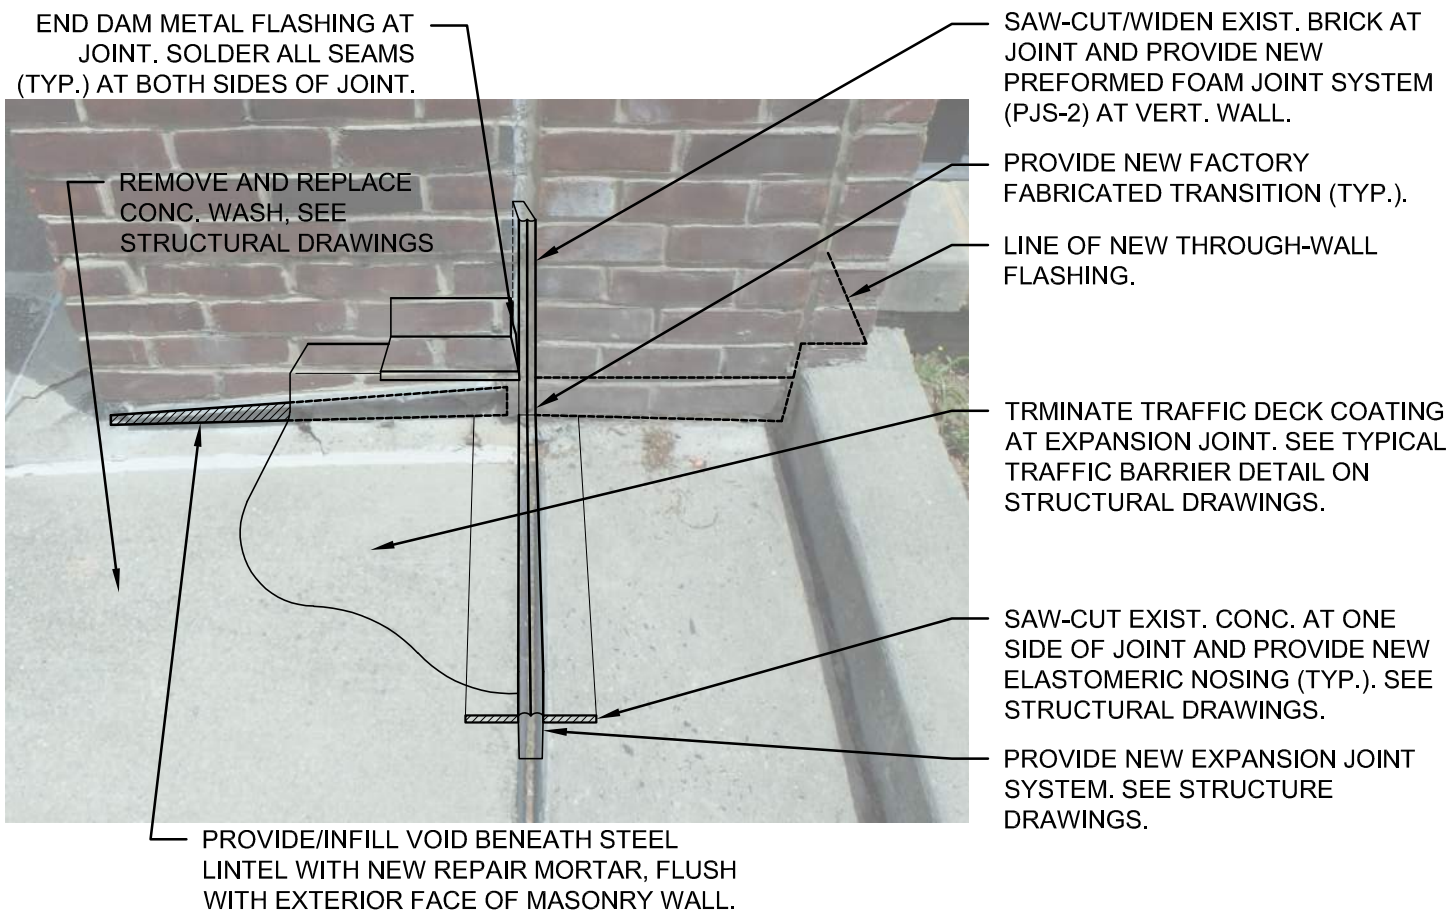 END DAM METAL FLASHING AT
JOINT. SOLDER ALL SEAMS
(TYP.) AT BOTH SIDES OF JOINT.
REMOVE AND REPLACE
CONC. WASH, SEE
STRUCTURAL DRAWINGS
SAW-CUT/WIDEN EXIST. BRICK AT
JOINT AND PROVIDE NEW
PREFORMED FOAM JOINT SYSTEM
(PJS-2) AT VERT. WALL.
PROVIDE NEW FACTORY
FABRICATED TRANSITION (TYP.).
LINE OF NEW THROUGH-WALL
FLASHING.
TRMINATE TRAFFIC DECK COATING
AT EXPANSION JOINT. SEE TYPICAL
TRAFFIC BARRIER DETAIL ON
STRUCTURAL DRAWINGS.
SAW-CUT EXIST. CONC. AT ONE
SIDE OF JOINT AND PROVIDE NEW
ELASTOMERIC NOSING (TYP.). SEE
STRUCTURAL DRAWINGS.
PROVIDE NEW EXPANSION JOINT
SYSTEM. SEE STRUCTURE
DRAWINGS.
PROVIDE/INFILL VOID BENEATH STEEL
LINTEL WITH NEW REPAIR MORTAR, FLUSH
WITH EXTERIOR FACE OF MASONRY WALL.